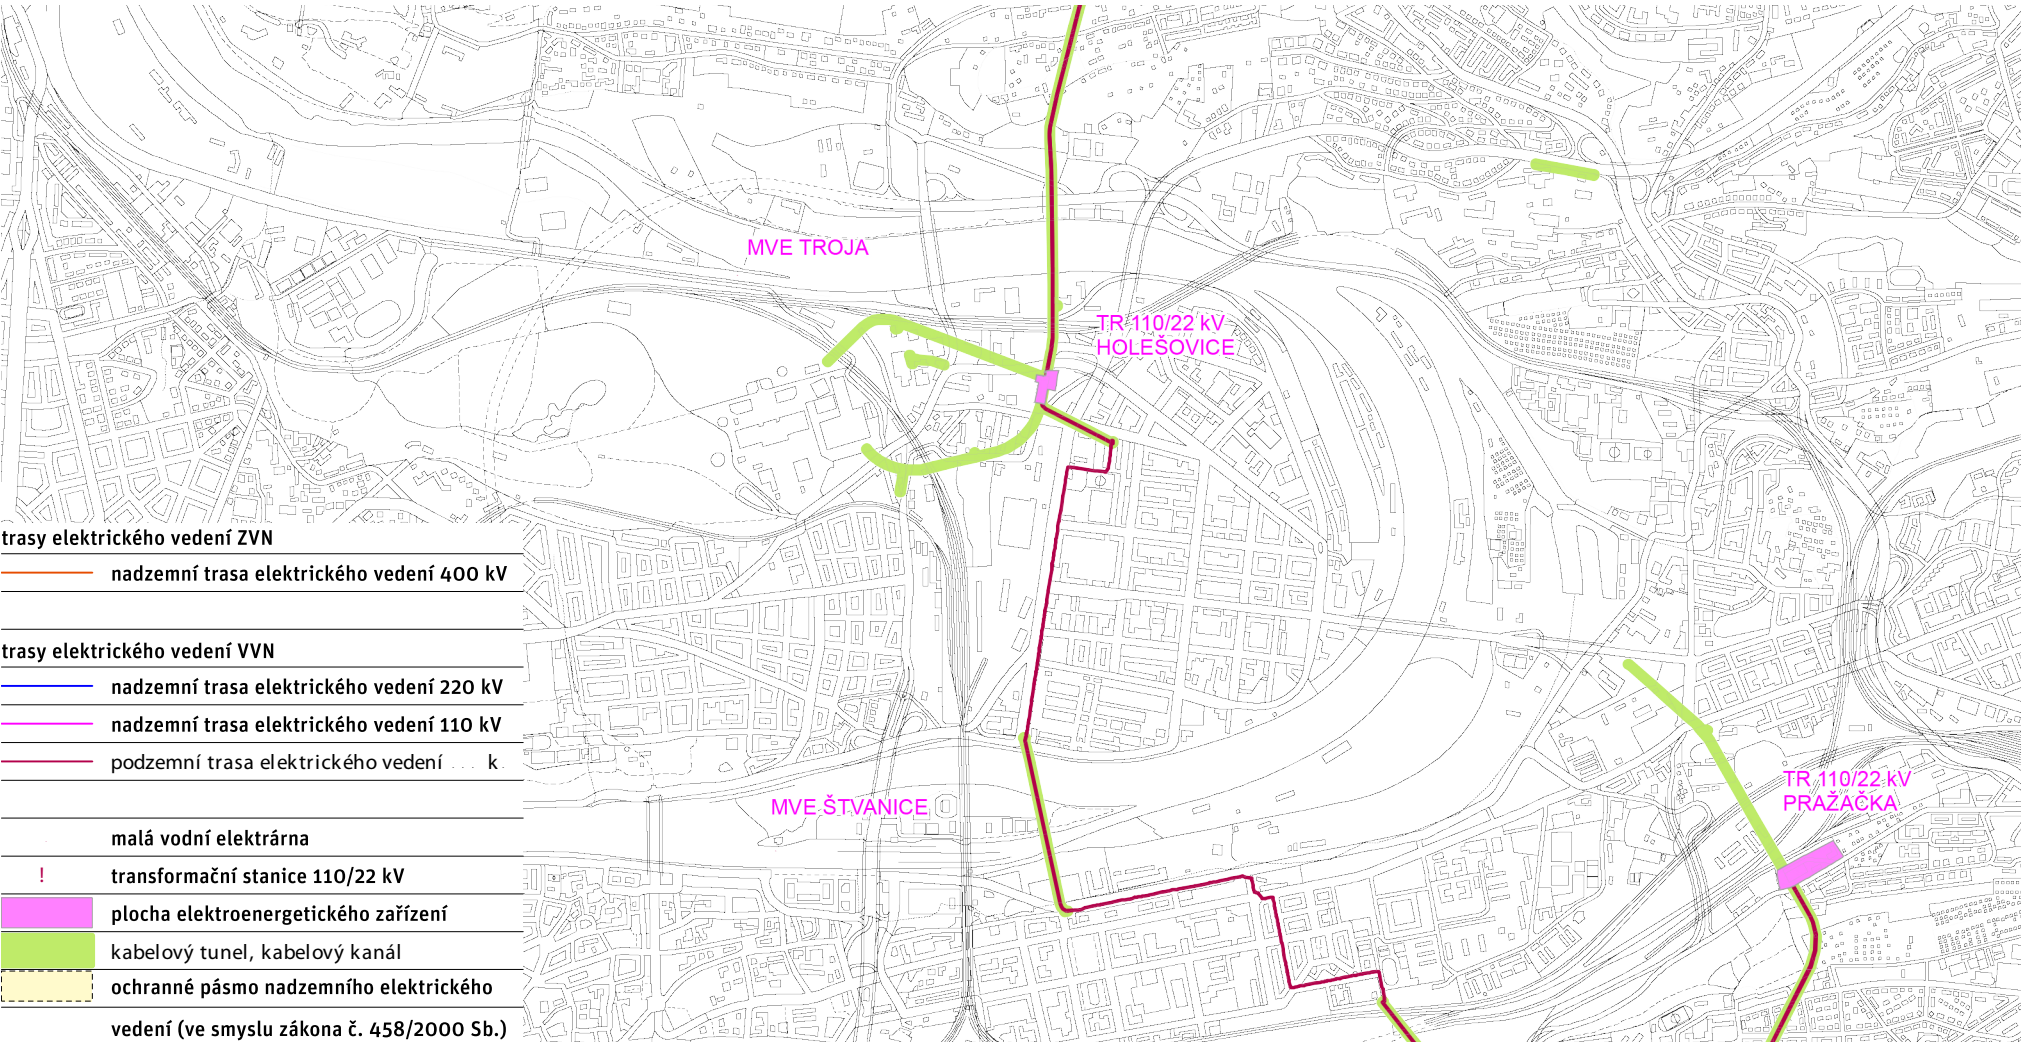 MVE TROJA
TR 110/22 kV
HOLEŠOVICE
MVE ŠTVANICE
TR 110/22 kV
PRAŽAČKA
trasy elektrického vedení ZVN
nadzemní trasa elektrického vedení 400 kV
trasy elektrického vedení VVN
nadzemní trasa elektrického vedení 220 kV
nadzemní trasa elektrického vedení 110 kV
podzemní trasa elektrického vedení . . . k
malá vodní elektrárna
! transformační stanice 110/22 kV
plocha elektroenergetického zařízení
kabelový tunel, kabelový kanál
ochranné pásmo nadzemního elektrického
vedení (ve smyslu zákona č. 458/2000 Sb.)